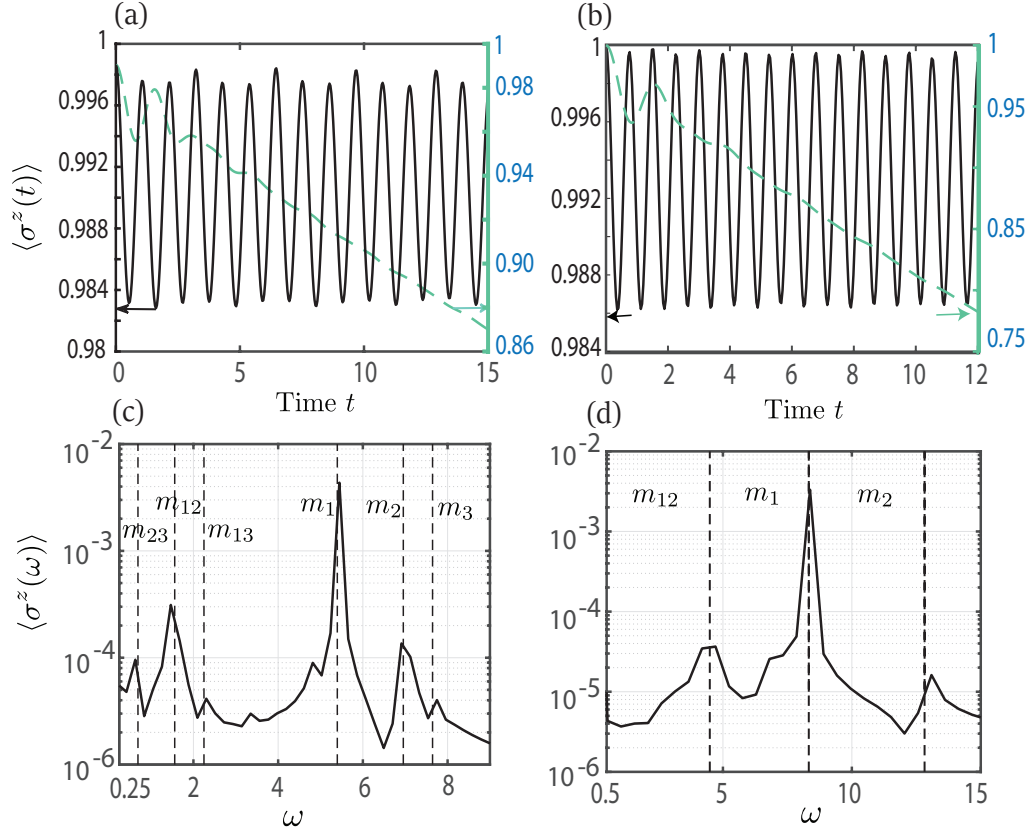 (a)
(b)
1
0.996
0.992
0.988
0.984
0.98
1
0.98
0.94
0.90
0.86
0 5 10 15
Time t
⟨σ^z(t)⟩
1
0.996
0.992
0.988
0.984
1
0.95
0.85
0.75
0 2 4 6 8 10 12
Time t
(c)
(d)
10^-2
10^-3
10^-4
10^-5
10^-6
m_12 m_1 m_2 m_3
m_23 m_13
0.25 2 4 6 8
ω
⟨σ^z(ω)⟩
10^-2
10^-3
10^-4
10^-5
10^-6
m_12 m_1 m_2
0.5 5 10 15
ω